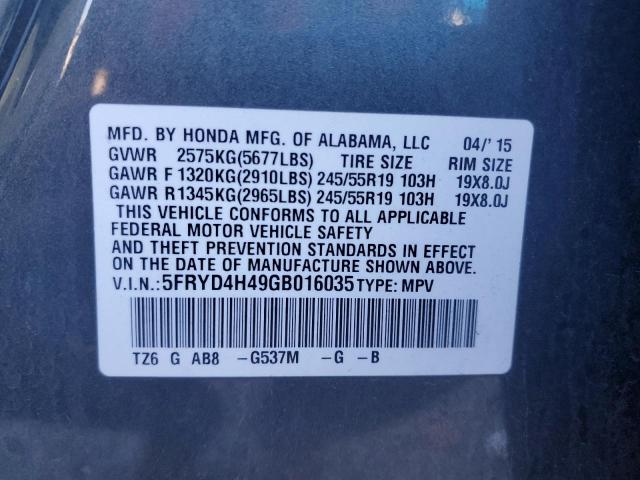 MFD. BY HONDA MFG. OF ALABAMA, LLC 04/'15
GVWR 2575KG(5677LBS) TIRE SIZE RIM SIZE
GAWR F 1320KG(2910LBS) 245/55R19 103H 19X8.0J
GAWR R 1345KG(2965LBS) 245/55R19 103H 19X8.0J
THIS VEHICLE CONFORMS TO ALL APPLICABLE
FEDERAL MOTOR VEHICLE SAFETY
AND THEFT PREVENTION STANDARDS IN EFFECT
ON THE DATE OF MANUFACTURE SHOWN ABOVE.
V.I.N.: 5FRYD4H49GB016035 TYPE: MPV
TZ6 G AB8 -G537M -G -B